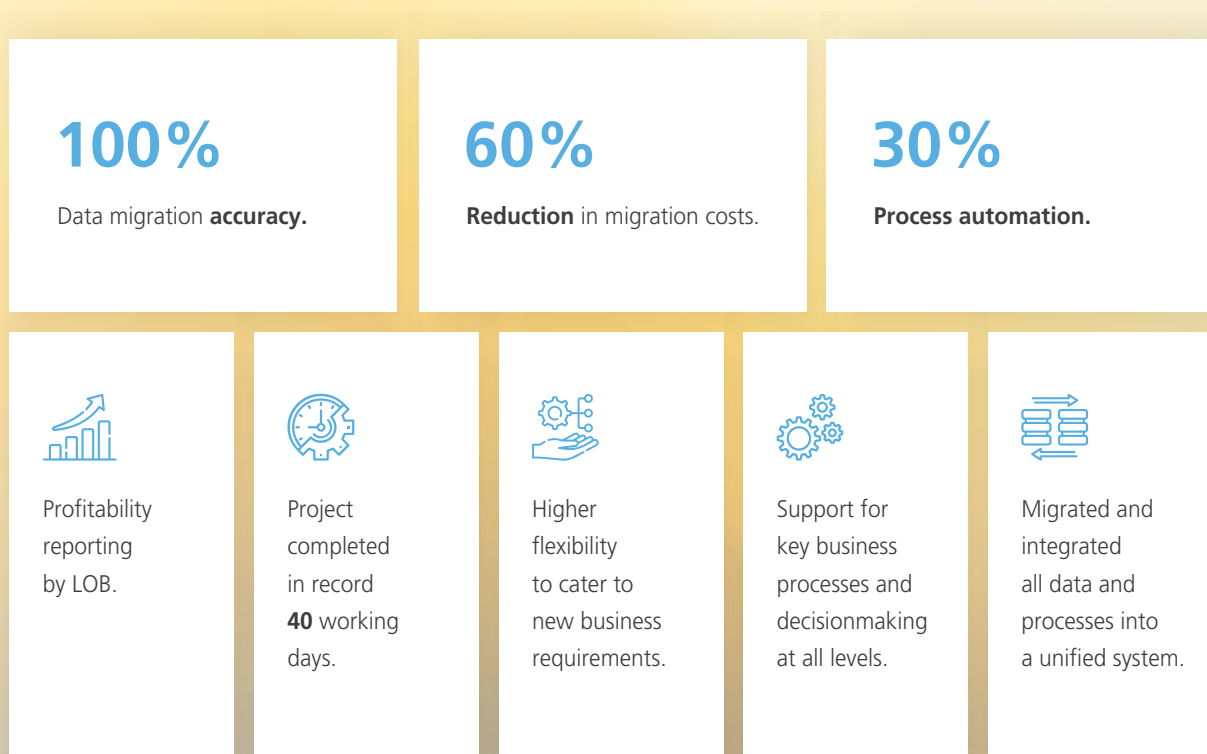 100%
Data migration accuracy.
60%
Reduction in migration costs.
30%
Process automation.
Profitability
reporting
by LOB.
Project
completed
in record
40 working
days.
Higher
flexibility
to cater to
new business
requirements.
Support for
key business
processes and
decisionmaking
at all levels.
Migrated and
integrated
all data and
processes into
a unified system.